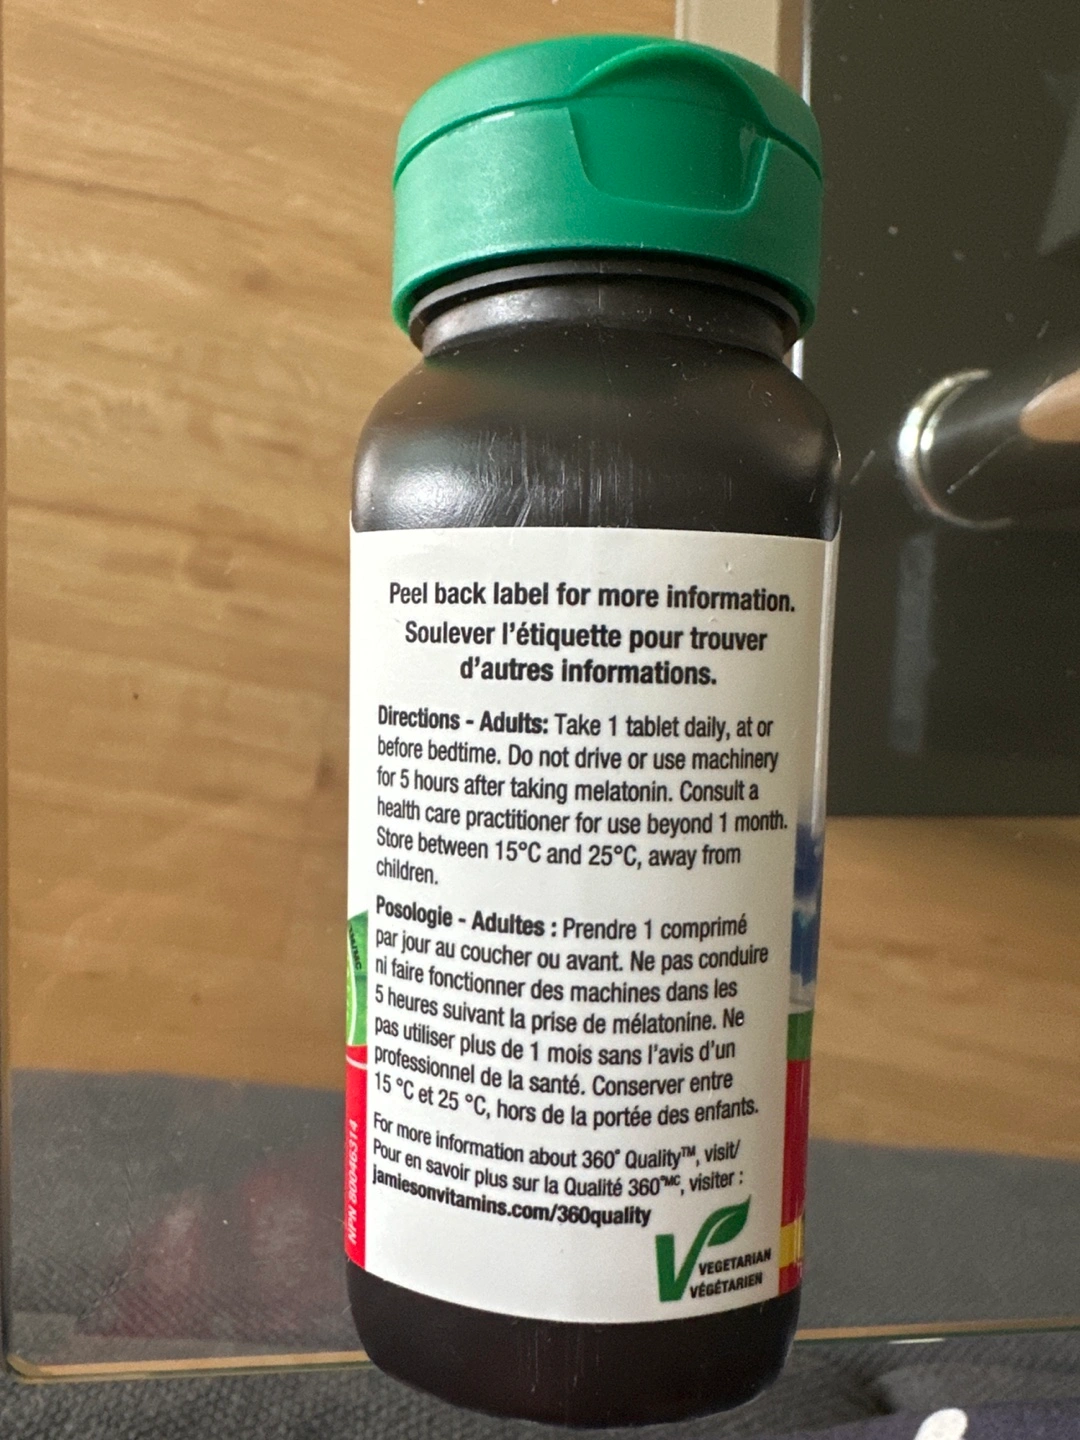 Peel back label for more information.
Soulever l'étiquette pour trouver
d'autres informations.
Directions - Adults: Take 1 tablet daily, at or
before bedtime. Do not drive or use machinery
for 5 hours after taking melatonin. Consult a
health care practitioner for use beyond 1 month.
Store between 15°C and 25°C, away from
children.
Posologie - Adultes : Prendre 1 comprimé
par jour au coucher ou avant. Ne pas conduire
ni faire fonctionner des machines dans les
5 heures suivant la prise de mélatonine. Ne
pas utiliser plus de 1 mois sans l'avis d'un
professionnel de la santé. Conserver entre
15 °C et 25 °C, hors de la portée des enfants.
For more information about 360° Quality™, visit/
Pour en savoir plus sur la Qualité 360°MC, visiter :
jamiesonvitamins.com/360quality
VEGETARIAN
VÉGÉTARIEN
NPN 80046314